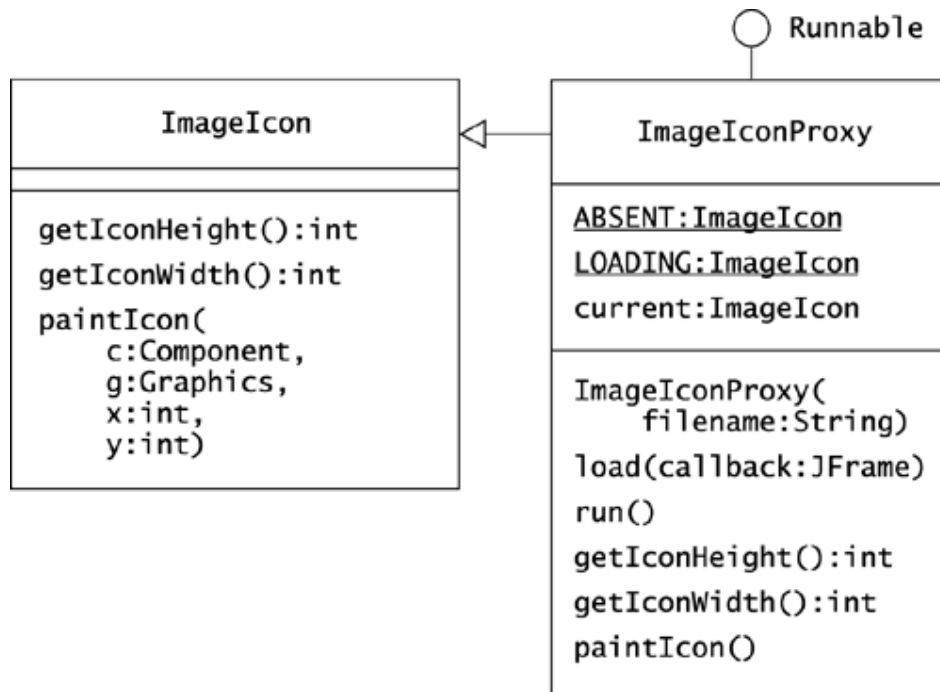 Runnable
ImageIcon
getIconHeight():int
getIconWidth():int
paintIcon(
c:Component,
g:Graphics,
x:int,
y:int)
ImageIconProxy
ABSENT:ImageIcon
LOADING:ImageIcon
current:ImageIcon
ImageIconProxy(
filename:String)
load(callback:JFrame)
run()
getIconHeight():int
getIconWidth():int
paintIcon()